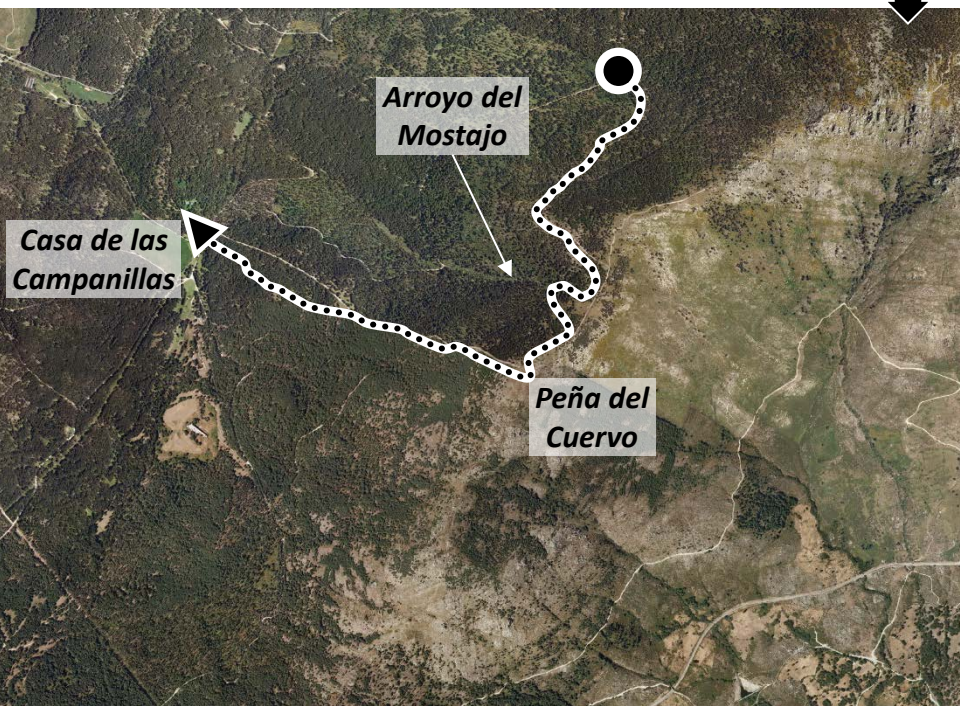 Arroyo del
Mostajo
Casa de las
Campanillas
Peña del
Cuervo